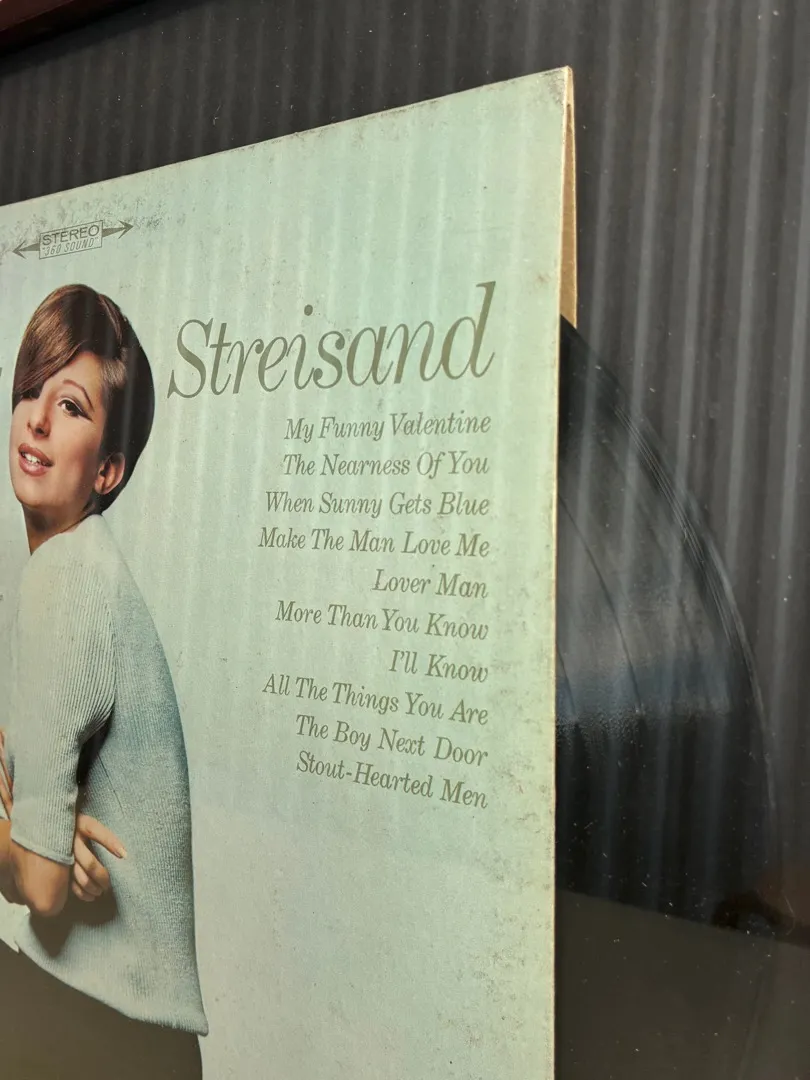 STEREO
"360 SOUND"
Streisand
My Funny Valentine
The Nearness Of You
When Sunny Gets Blue
Make The Man Love Me
Lover Man
More Than You Know
I'll Know
All The Things You Are
The Boy Next Door
Stout-Hearted Men